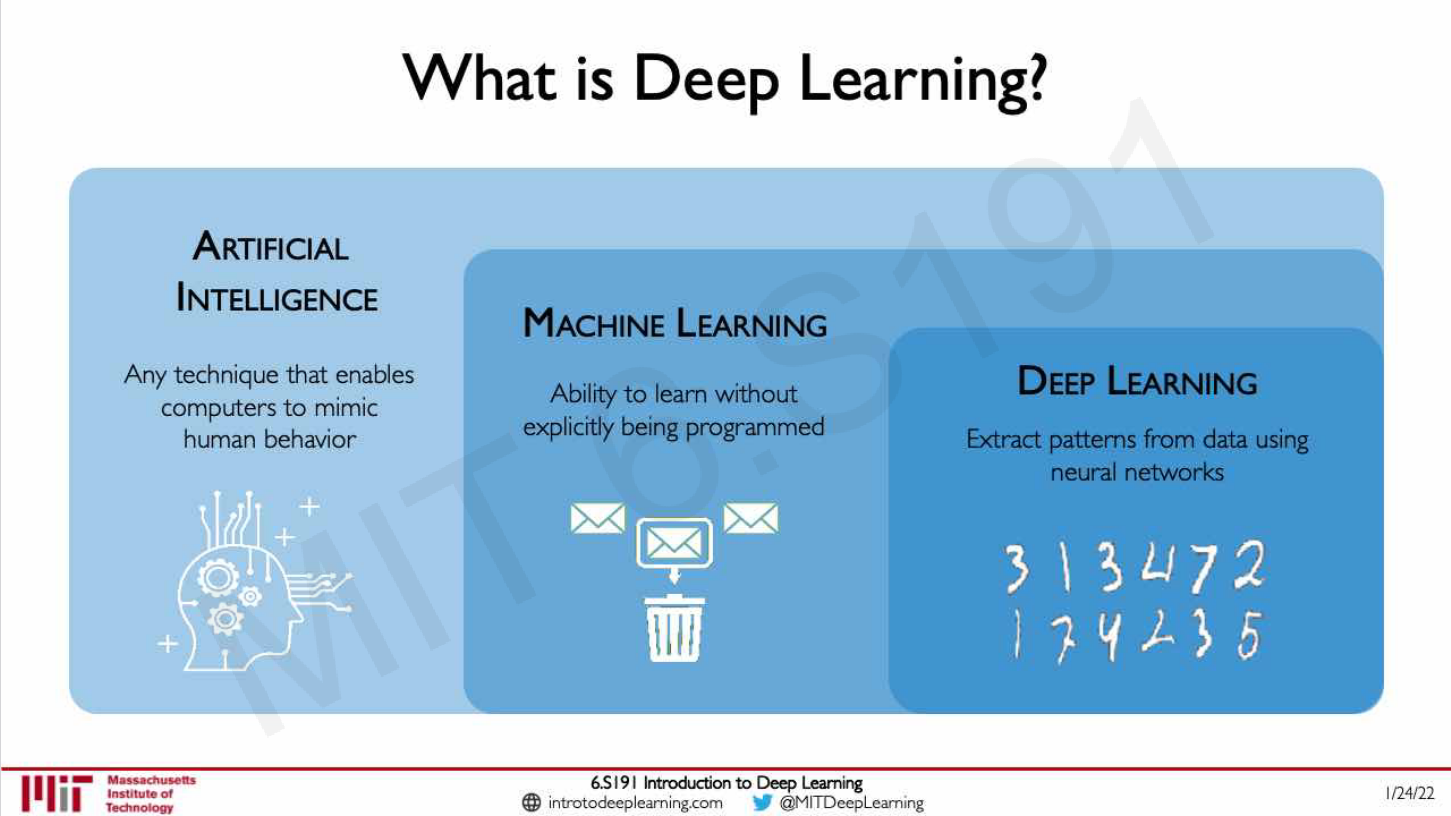 What is Deep Learning?
ARTIFICIAL
INTELLIGENCE
Any technique that enables
computers to mimic
human behavior
MACHINE LEARNING
Ability to learn without
explicitly being programmed
DEEP LEARNING
Extract patterns from data using
neural networks
3 1 3 4 7 2
1 7 4 2 3 5
MIT 6.S191
MIT
Massachusetts
Institute of
Technology
6.S191 Introduction to Deep Learning
introtodeeplearning.com @MITDeepLearning
1/24/22